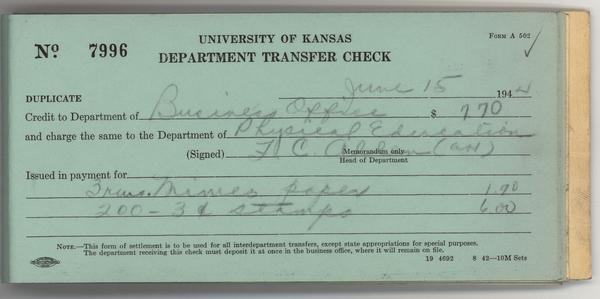 UNIVERSITY OF KANSAS
FORM A 502
Nº 7996
DEPARTMENT TRANSFER CHECK
June 15 1944
DUPLICATE
Credit to Department of Business Office $ 7.70
and charge the same to the Department of Physical Education
(Signed) F. C. Allen (AH)
Memorandum only
Head of Department
Issued in payment for
Mimeo paper 1.70
200 - 3¢ stamps 6.00
NOTE.—This form of settlement is to be used for all interdepartment transfers, except state appropriations for special purposes.
The department receiving this check must deposit it at once in the business office, where it will remain on file.
19 4692 8 42—10M Sets